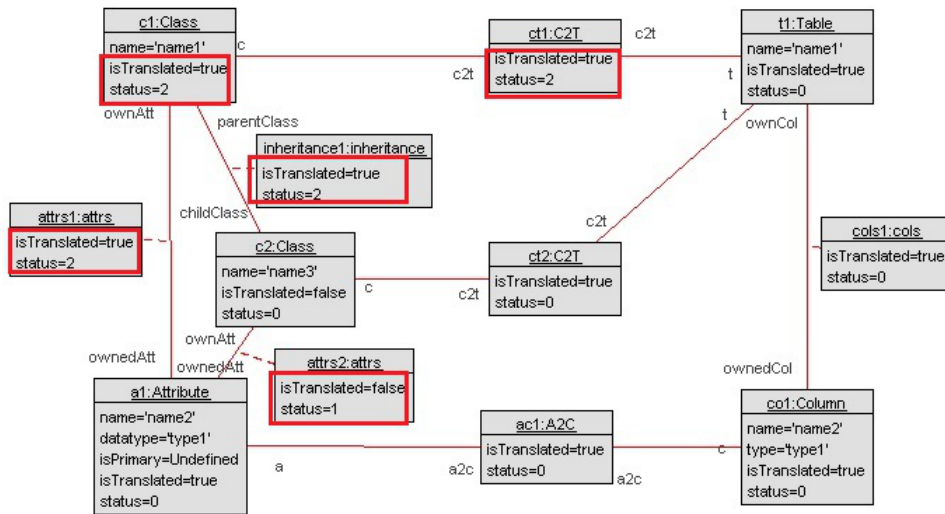 c1:Class
name='name1'
isTranslated=true
status=2
c
c2t
ct1:C2T
isTranslated=true
status=2
c2t
t
t1:Table
name='name1'
isTranslated=true
status=0
ownAtt
parentClass
t
ownCol
inheritance1:inheritance
isTranslated=true
status=2
childClass
attrs1:attrs
isTranslated=true
status=2
c2:Class
name='name3'
isTranslated=false
status=0
c
c2t
c2t
ct2:C2T
isTranslated=true
status=0
cols1:cols
isTranslated=true
status=0
ownAtt
ownedAtt
ownedAtt
attrs2:attrs
isTranslated=false
status=1
ownedCol
a1:Attribute
name='name2'
datatype='type1'
isPrimary=Undefined
isTranslated=true
status=0
a
a2c
ac1:A2C
isTranslated=true
status=0
a2c
c
co1:Column
name='name2'
type='type1'
isTranslated=true
status=0